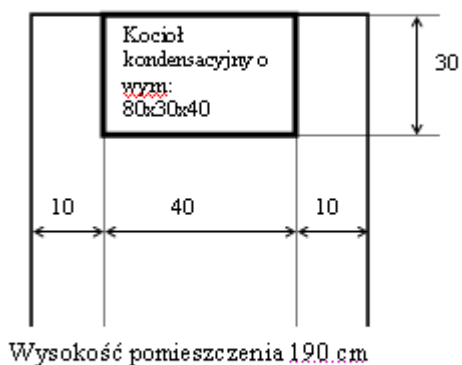 Kocioł
kondensacyjny o
wym:
80x30x40
30
10
40
10
Wysokość pomieszczenia 190 cm